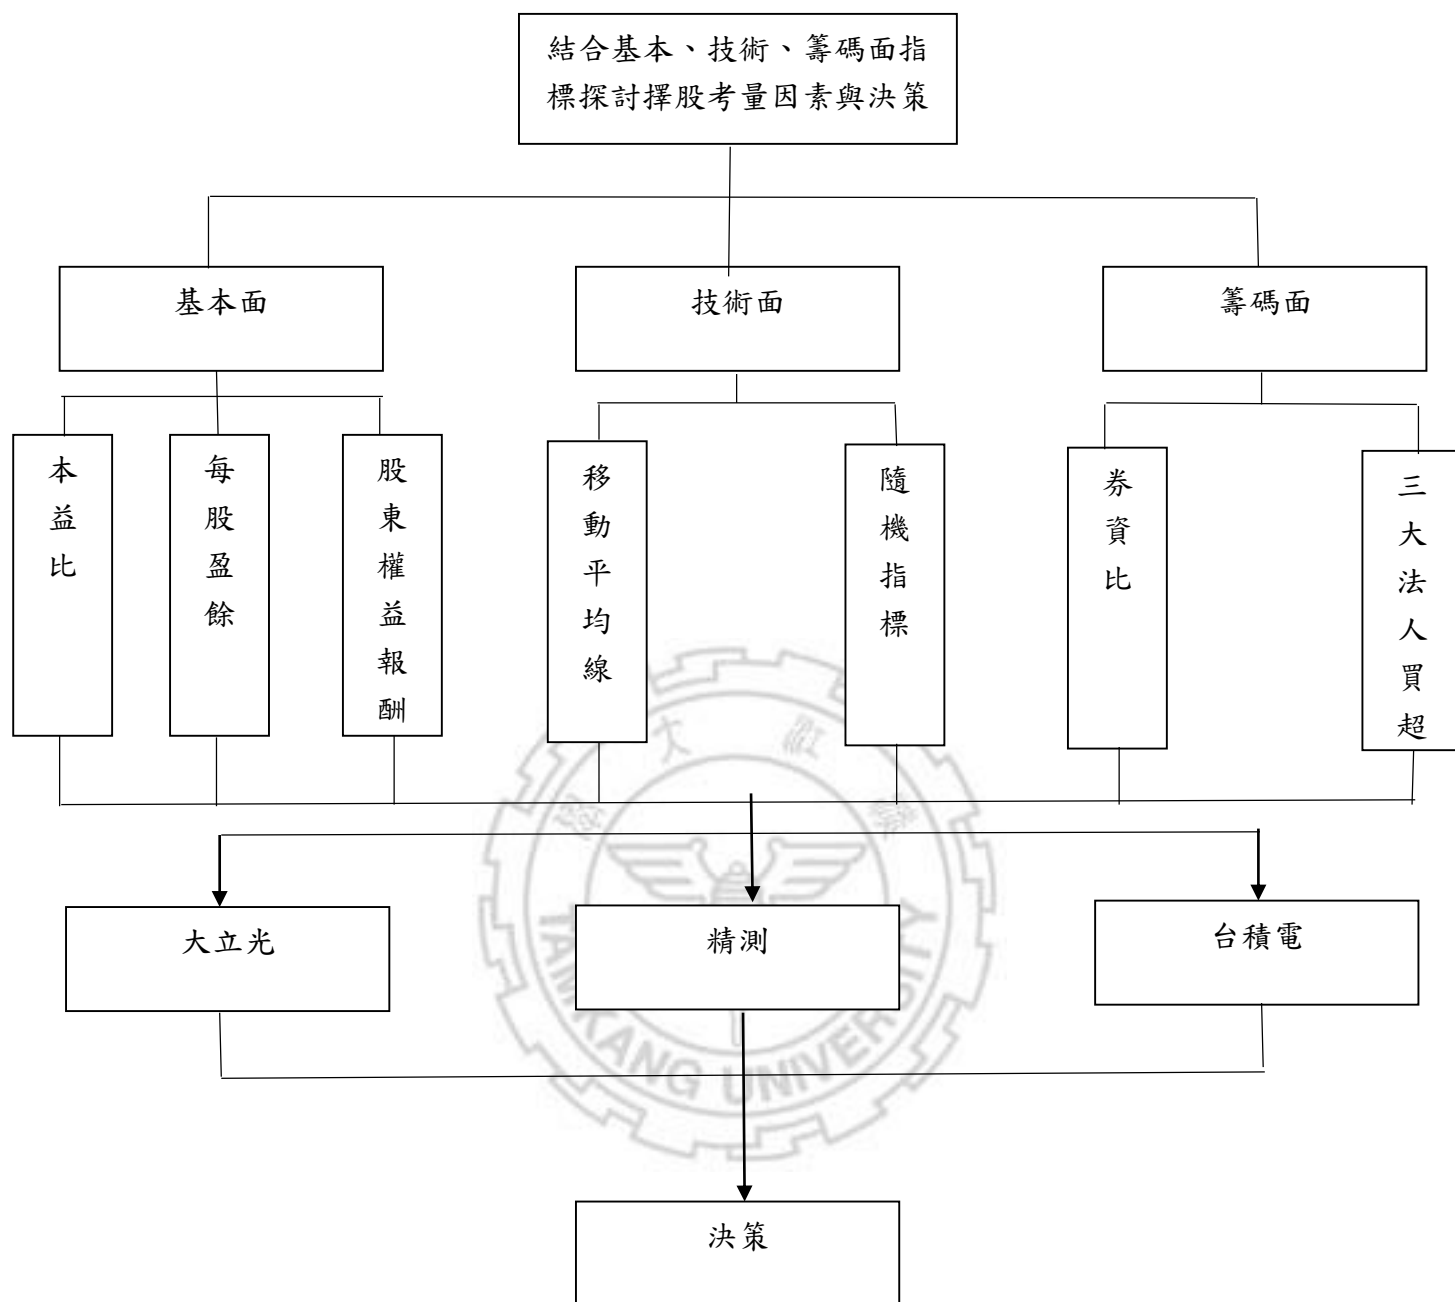 結合基本、技術、籌碼面指
標探討擇股考量因素與決策
基本面
技術面
籌碼面
本益比
每股盈餘
股東權益報酬
移動平均線
隨機指標
券資比
三大法人買超
大立光
精測
台積電
TAMKANG UNIVERSITY
決策